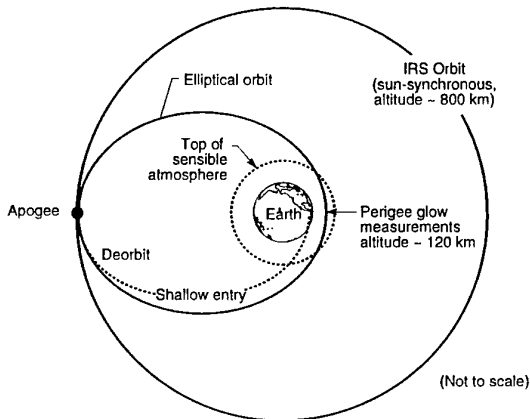 IRS Orbit
(sun-synchronous,
altitude ~ 800 km)
Elliptical orbit
Top of
sensible
atmosphere
Apogee
Earth
Perigee glow
measurements
altitude ~ 120 km
Deorbit
Shallow entry
(Not to scale)